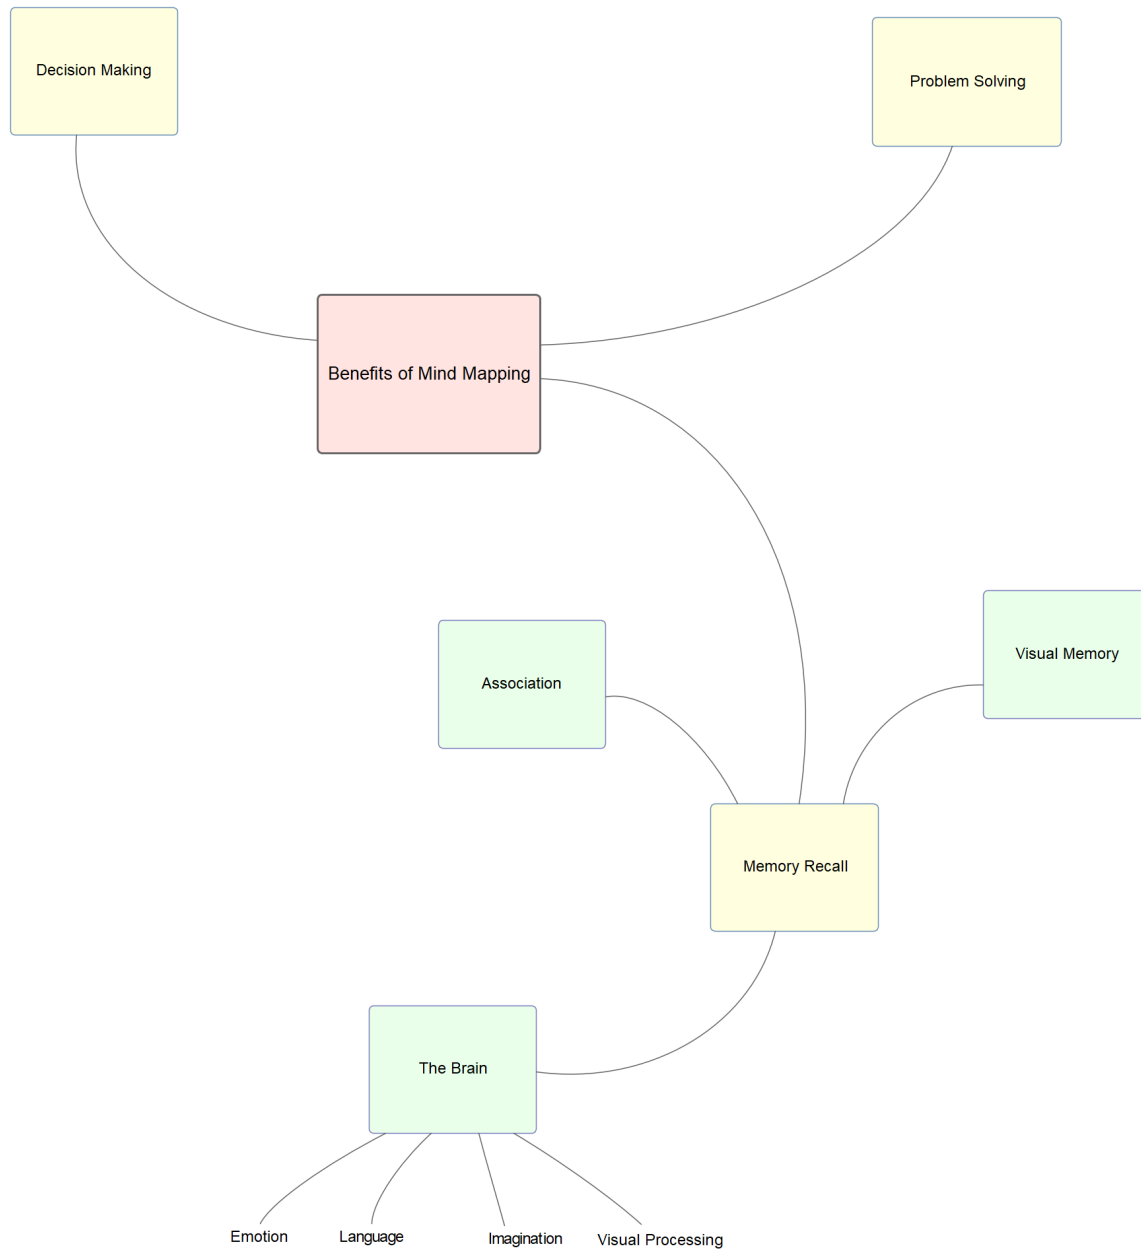 Decision Making
Problem Solving
Benefits of Mind Mapping
Association
Visual Memory
Memory Recall
The Brain
Emotion
Language
Imagination
Visual Processing